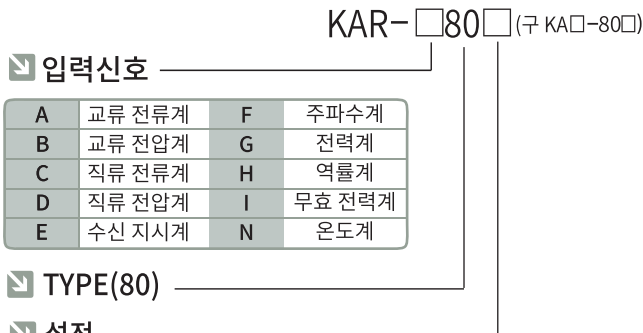 KAR- □80□ (구 KA□-80□)
입력신호
A 교류 전류계 F 주파수계
B 교류 전압계 G 전력계
C 직류 전류계 H 역률계
D 직류 전압계 I 무효 전력계
E 수신 지시계 N 온도계
TYPE(80)